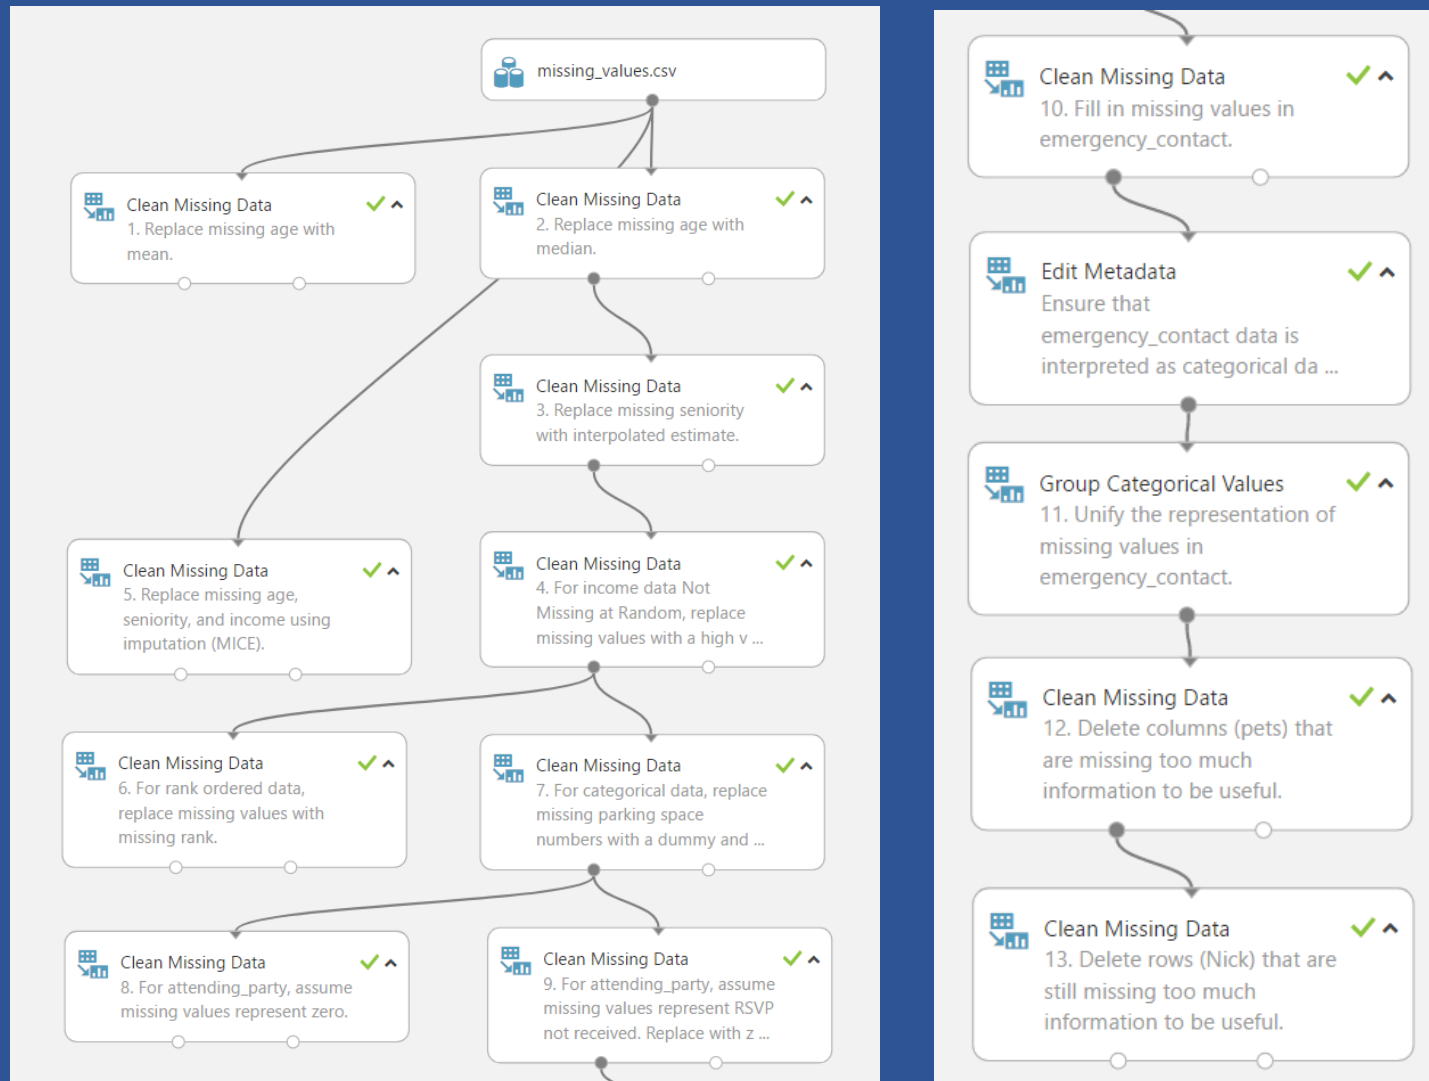 missing_values.csv
Clean Missing Data
1. Replace missing age with
mean.
Clean Missing Data
2. Replace missing age with
median.
Clean Missing Data
3. Replace missing seniority
with interpolated estimate.
Clean Missing Data
4. For income data Not
Missing at Random, replace
missing values with a high v ...
Clean Missing Data
5. Replace missing age,
seniority, and income using
imputation (MICE).
Clean Missing Data
6. For rank ordered data,
replace missing values with
missing rank.
Clean Missing Data
7. For categorical data, replace
missing parking space
numbers with a dummy and ...
Clean Missing Data
8. For attending_party, assume
missing values represent zero.
Clean Missing Data
9. For attending_party, assume
missing values represent RSVP
not received. Replace with z ...
Clean Missing Data
10. Fill in missing values in
emergency_contact.
Edit Metadata
Ensure that
emergency_contact data is
interpreted as categorical da ...
Group Categorical Values
11. Unify the representation of
missing values in
emergency_contact.
Clean Missing Data
12. Delete columns (pets) that
are missing too much
information to be useful.
Clean Missing Data
13. Delete rows (Nick) that are
still missing too much
information to be useful.